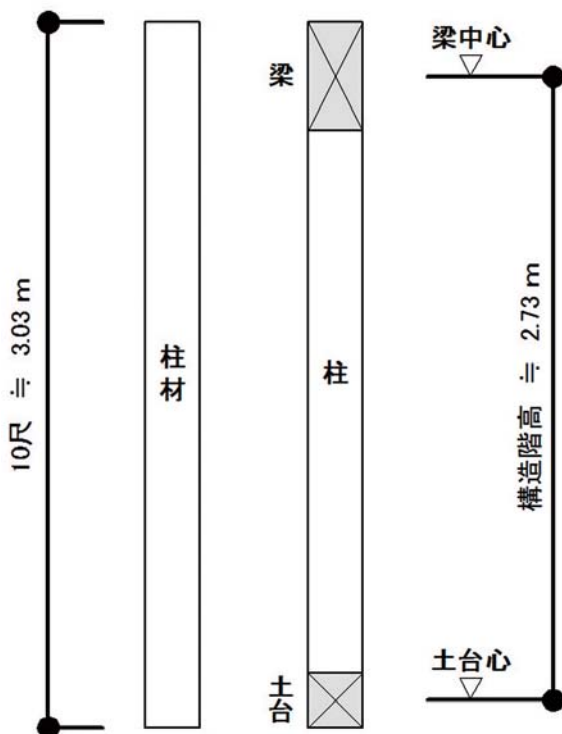 10尺 ≒ 3.03 m
柱材
梁
柱
土台
梁中心
▽
構造階高 ≒ 2.73 m
土台心
▽